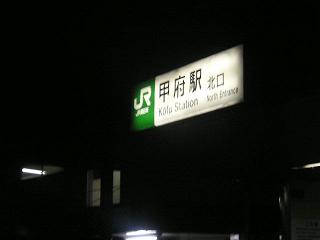 JR
甲府駅 北口
Kōfu Station North Entrance